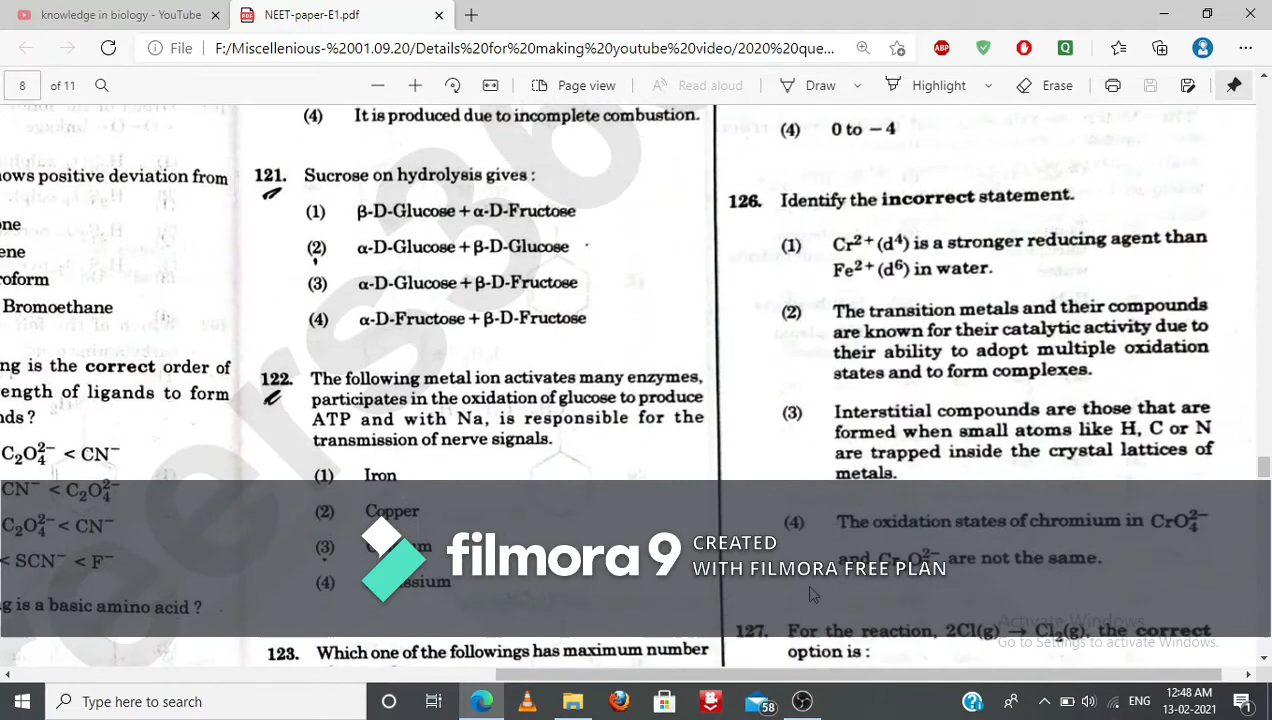 knowledge in biology - YouTube
NEET-paper-E1.pdf
File
F:/Miscellenious-%2001.09.20/Details%20for%20making%20youtube%20video/2020%20que...
ABP
Q
8 of 11
Page view
Read aloud
Draw
Highlight
Erase
ows positive deviation from
one
ene
roform
Bromoethane
ng is the correct order of
ength of ligands to form
nds ?
C₂O₄²⁻ < CN⁻
CN⁻ < C₂O₄²⁻
C₂O₄²⁻ < CN⁻
< SCN⁻ < F⁻
g is a basic amino acid ?
(4) It is produced due to incomplete combustion.
121. Sucrose on hydrolysis gives :
(1) β-D-Glucose + α-D-Fructose
(2) α-D-Glucose + β-D-Glucose
(3) α-D-Glucose + β-D-Fructose
(4) α-D-Fructose + β-D-Fructose
122. The following metal ion activates many enzymes,
participates in the oxidation of glucose to produce
ATP and with Na, is responsible for the
transmission of nerve signals.
(1) Iron
(2) Copper
(3)
(4)
123. Which one of the followings has maximum number
(4) 0 to – 4
126. Identify the incorrect statement.
(1) Cr²⁺ (d⁴) is a stronger reducing agent than
Fe²⁺ (d⁶) in water.
(2) The transition metals and their compounds
are known for their catalytic activity due to
their ability to adopt multiple oxidation
states and to form complexes.
(3) Interstitial compounds are those that are
formed when small atoms like H, C or N
are trapped inside the crystal lattices of
metals.
(4) The oxidation states of chromium in CrO₄²⁻
are not the same.
127. For the reaction, 2Cl(g) → Cl₂(g), the correct
option is :
filmora9
CREATED
WITH FILMORA FREE PLAN
Activate Windows
Go to Settings to activate Windows.
Type here to search
58
ENG
12:48 AM
13-02-2021
1